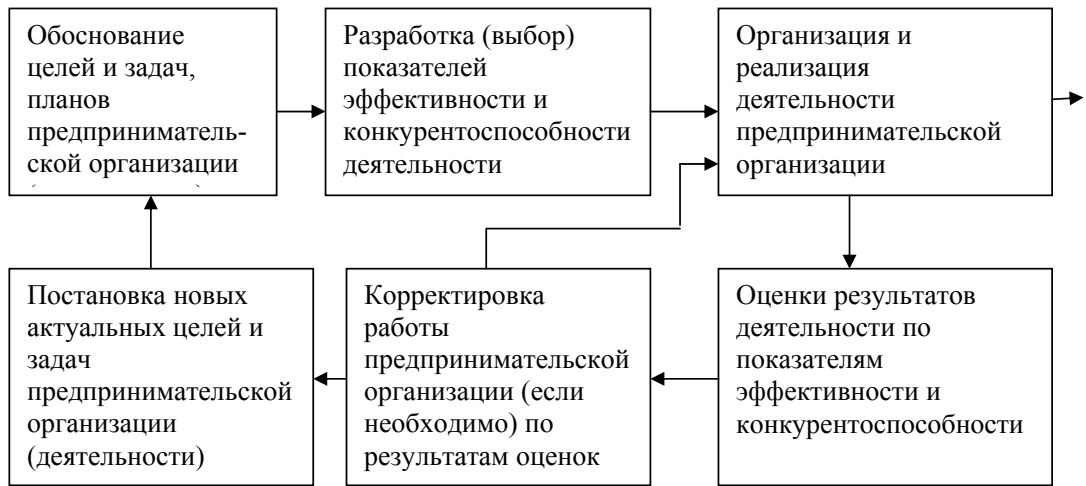 Обоснование
целей и задач,
планов
предприниматель-
ской организации
Разработка (выбор)
показателей
эффективности и
конкурентоспособности
деятельности
Организация и
реализация
деятельности
предпринимательской
организации
Постановка новых
актуальных целей и
задач
предпринимательской
организации
(деятельности)
Корректировка
работы
предпринимательской
организации (если
необходимо) по
результатам оценок
Оценки результатов
деятельности по
показателям
эффективности и
конкурентоспособности